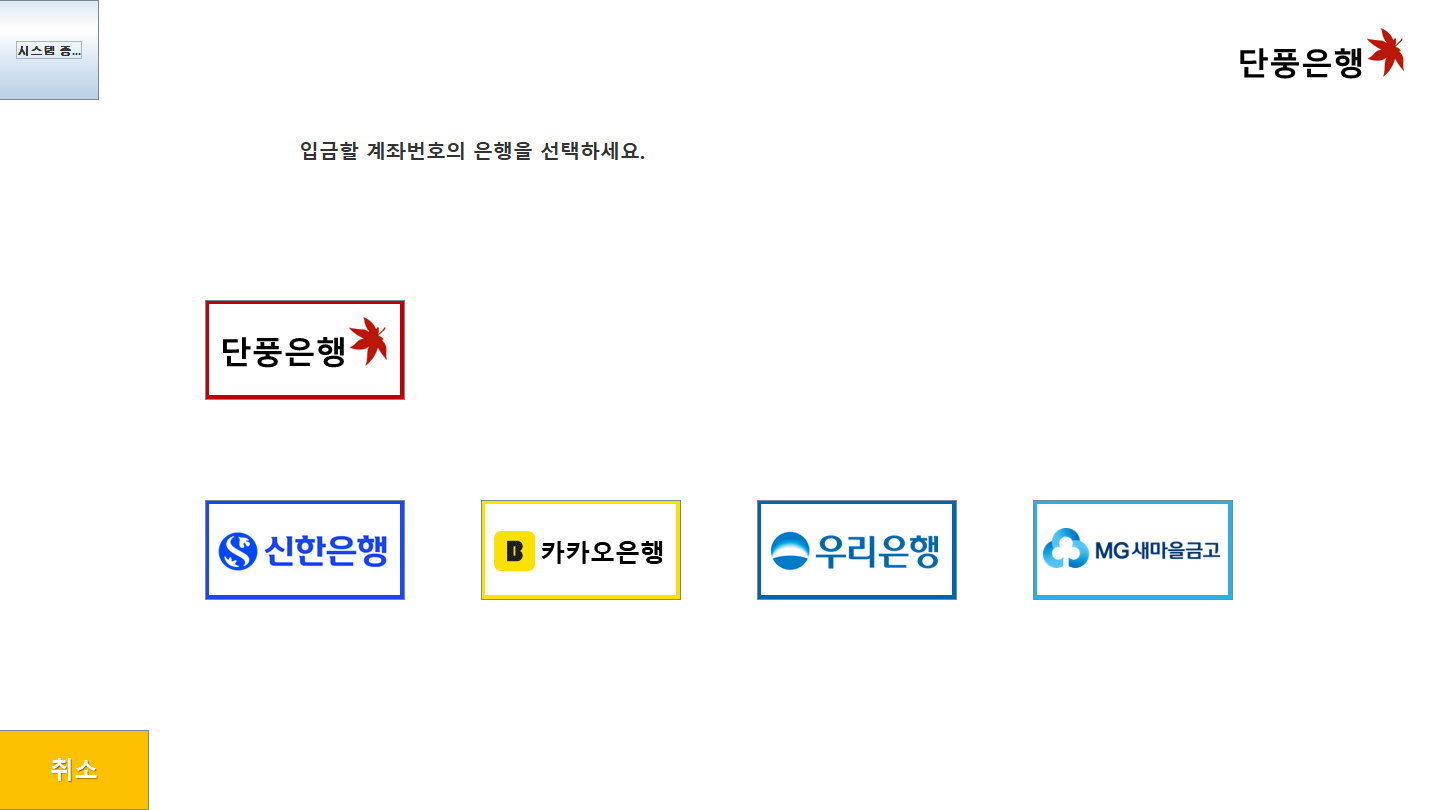 시스템 종...
단풍은행
입금할 계좌번호의 은행을 선택하세요.
단풍은행
신한은행
B 카카오은행
우리은행
MG새마을금고
취소